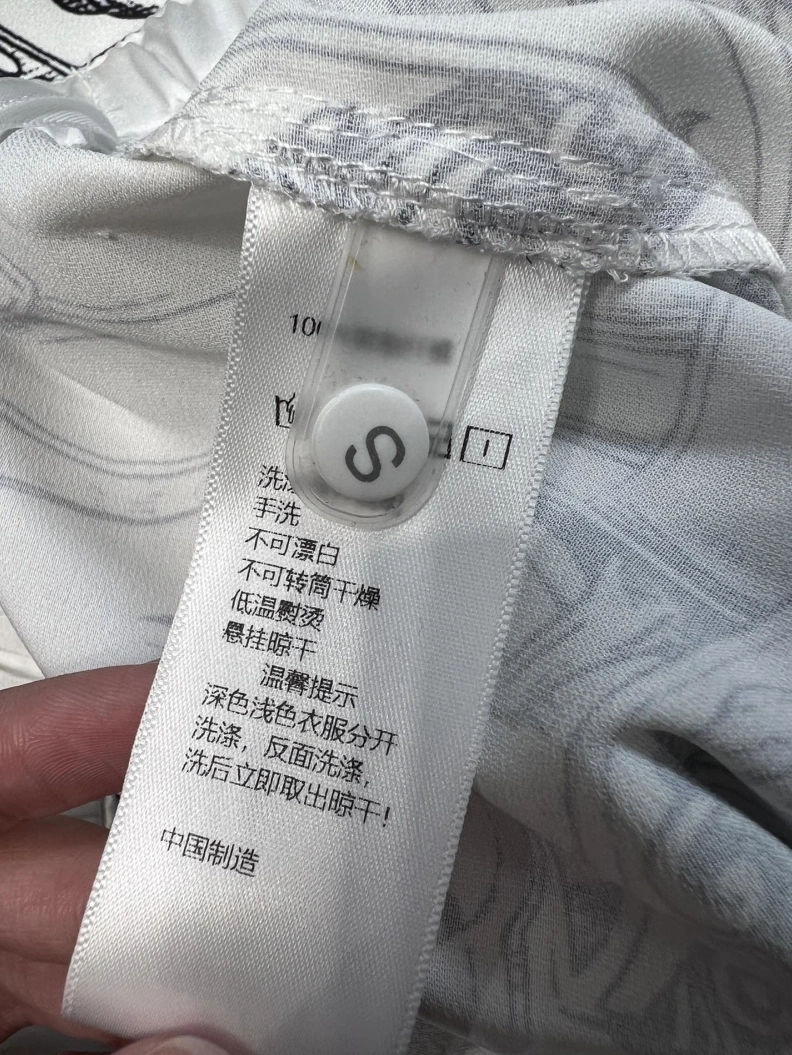 S
手洗
不可漂白
不可转筒干燥
低温熨烫
悬挂晾干
温馨提示
深色浅色衣服分开
洗涤，反面洗涤，
洗后立即取出晾干！
中国制造